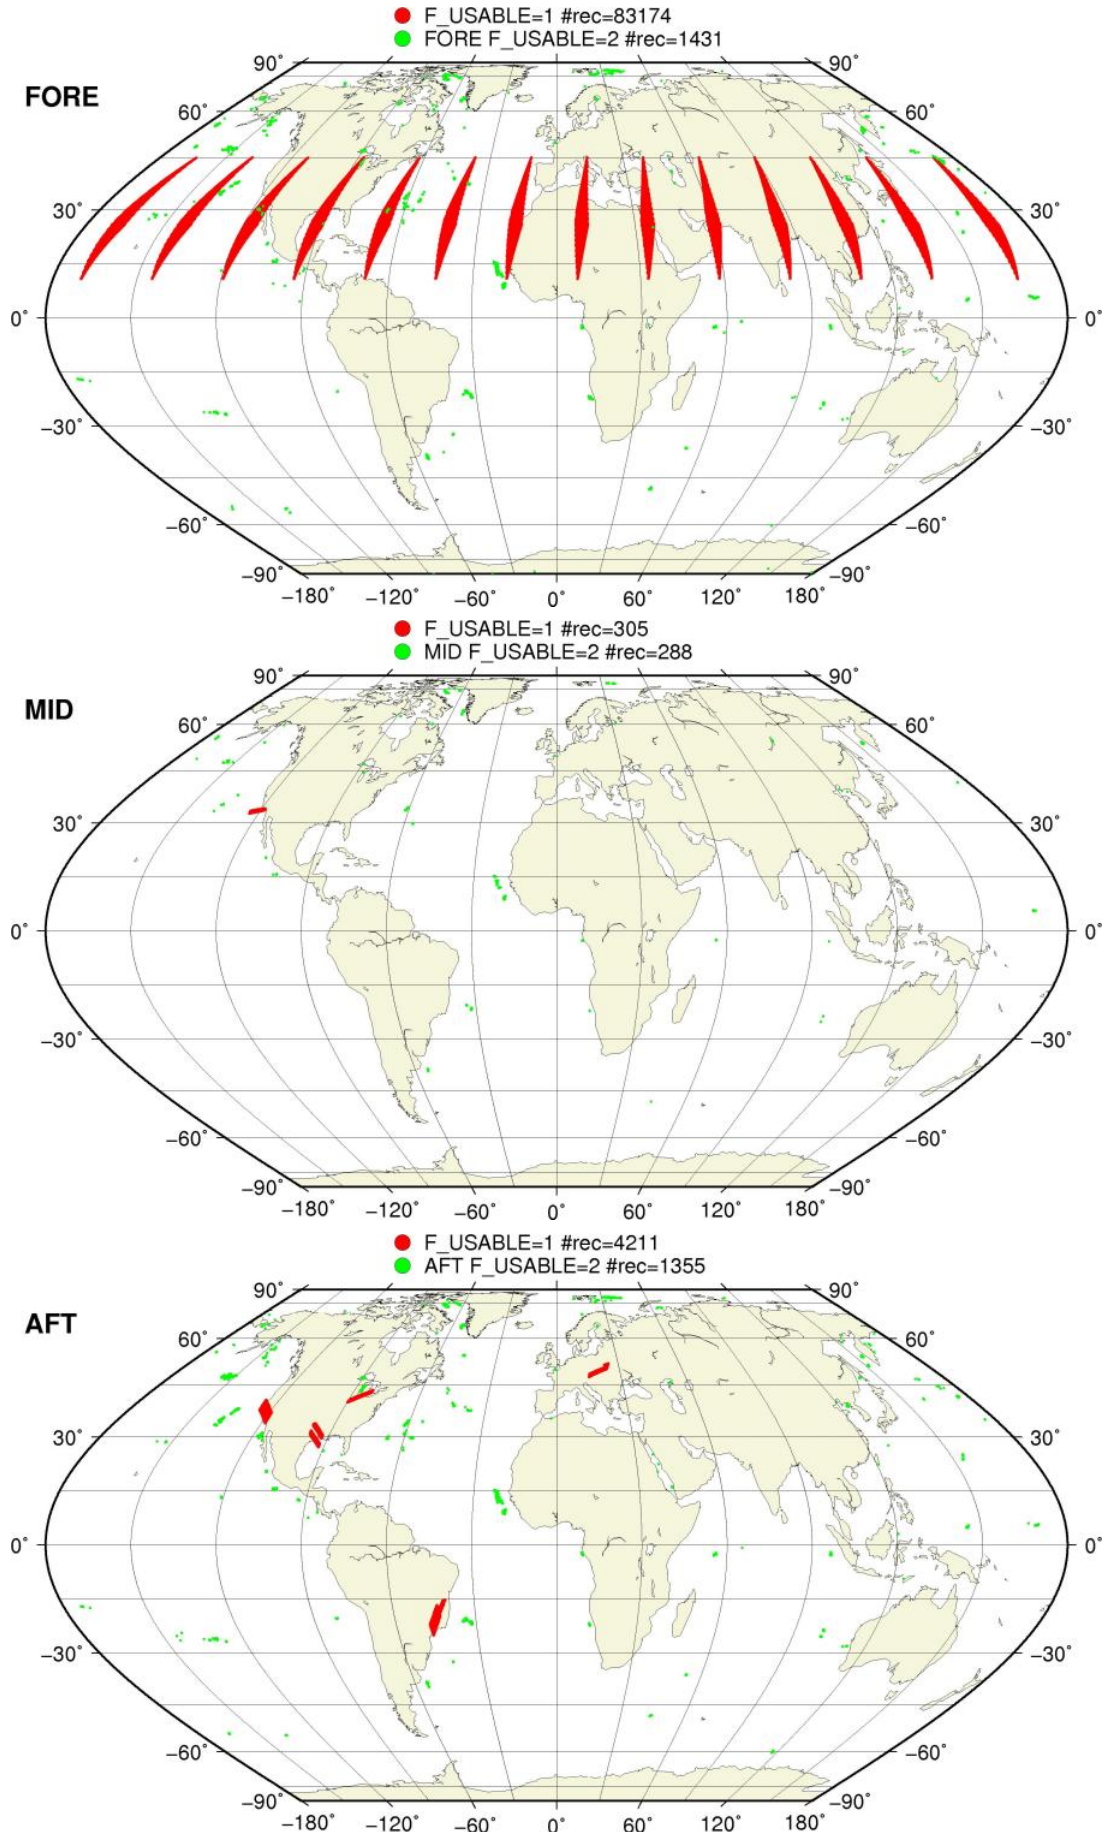 F_USABLE=1 #rec=83174
FORE F_USABLE=2 #rec=1431
FORE
90° 90°
60° 60°
30° 30°
0° 0°
−30° −30°
−60° −60°
−90° −90°
−180° −120° −60° 0° 60° 120° 180°
F_USABLE=1 #rec=305
MID F_USABLE=2 #rec=288
MID
90° 90°
60° 60°
30° 30°
0° 0°
−30° −30°
−60° −60°
−90° −90°
−180° −120° −60° 0° 60° 120° 180°
F_USABLE=1 #rec=4211
AFT F_USABLE=2 #rec=1355
AFT
90° 90°
60° 60°
30° 30°
0° 0°
−30° −30°
−60° −60°
−90° −90°
−180° −120° −60° 0° 60° 120° 180°